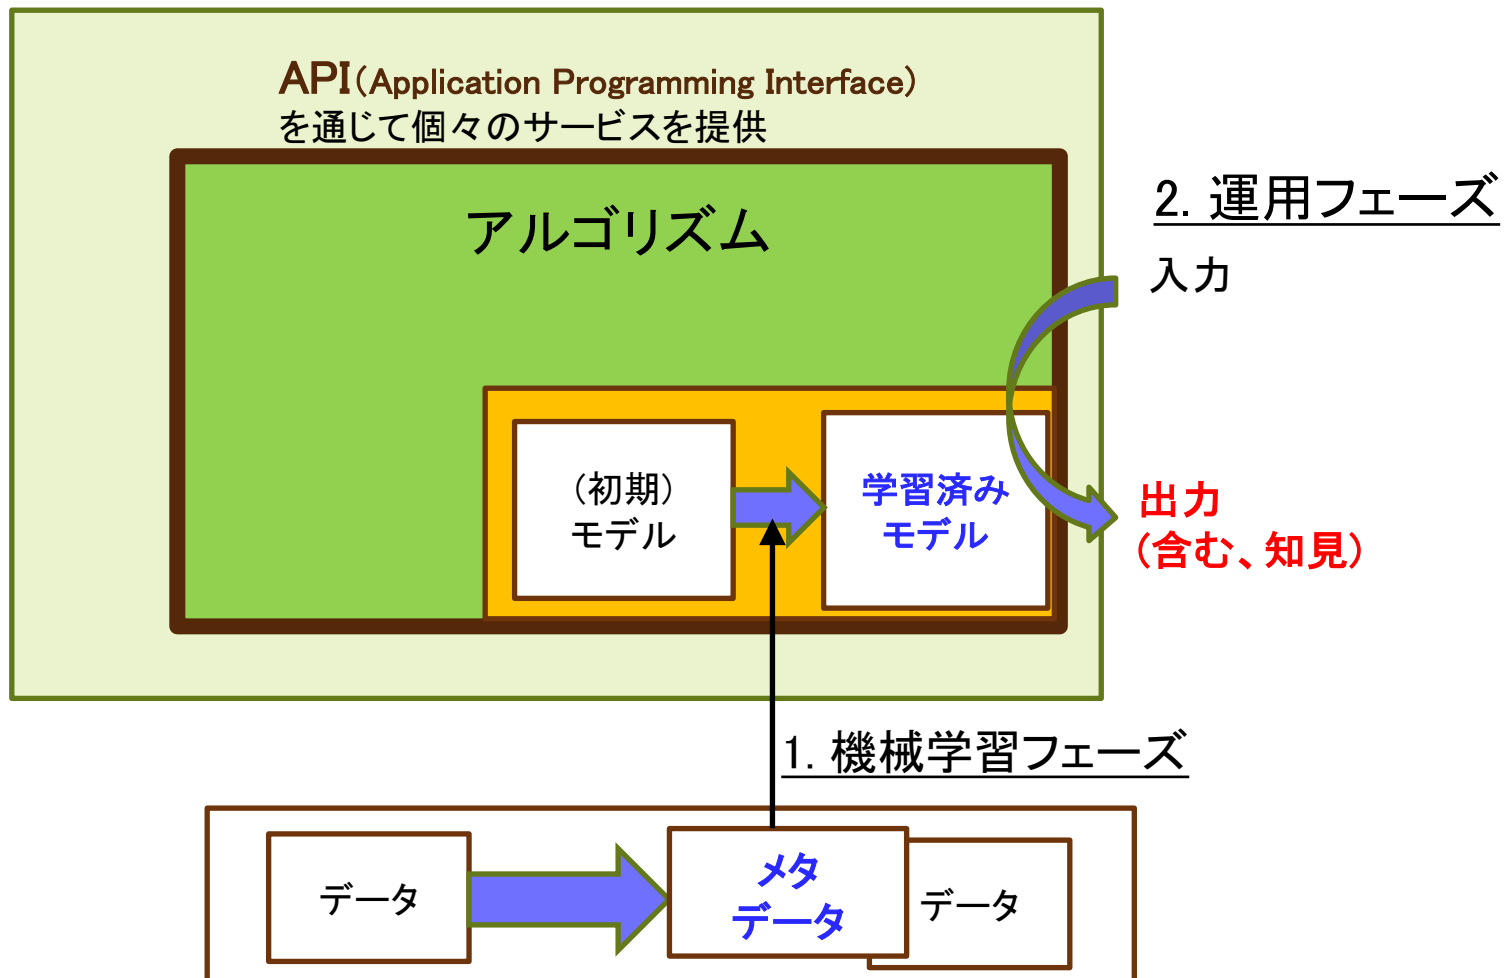 API(Application Programming Interface)
を通じて個々のサービスを提供
アルゴリズム
2. 運用フェーズ
入力
(初期)
モデル
学習済み
モデル
出力
(含む、知見)
1. 機械学習フェーズ
データ
メタ
データ
データ